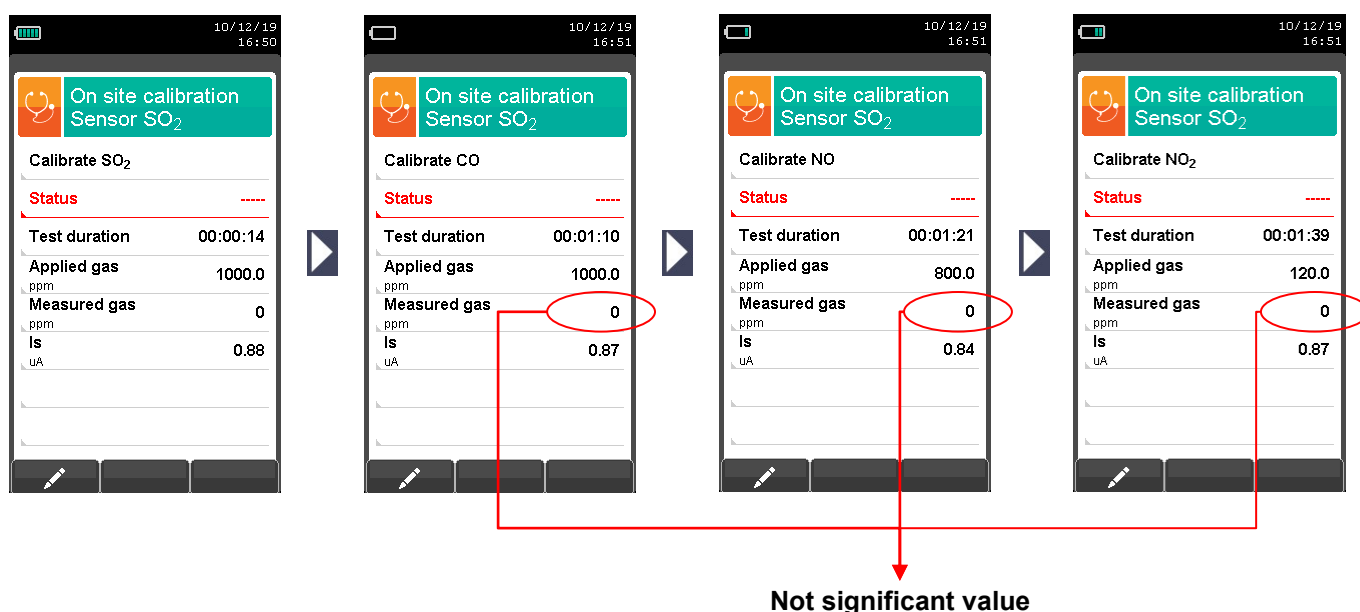 10/12/19
16:50
On site calibration
Sensor SO2
Calibrate SO2
Status -----
Test duration 00:00:14
Applied gas 1000.0
ppm
Measured gas 0
ppm
Is 0.88
uA
10/12/19
16:51
On site calibration
Sensor SO2
Calibrate CO
Status -----
Test duration 00:01:10
Applied gas 1000.0
ppm
Measured gas 0
ppm
Is 0.87
uA
10/12/19
16:51
On site calibration
Sensor SO2
Calibrate NO
Status -----
Test duration 00:01:21
Applied gas 800.0
ppm
Measured gas 0
ppm
Is 0.84
uA
10/12/19
16:51
On site calibration
Sensor SO2
Calibrate NO2
Status -----
Test duration 00:01:39
Applied gas 120.0
ppm
Measured gas 0
ppm
Is 0.87
uA
Not significant value